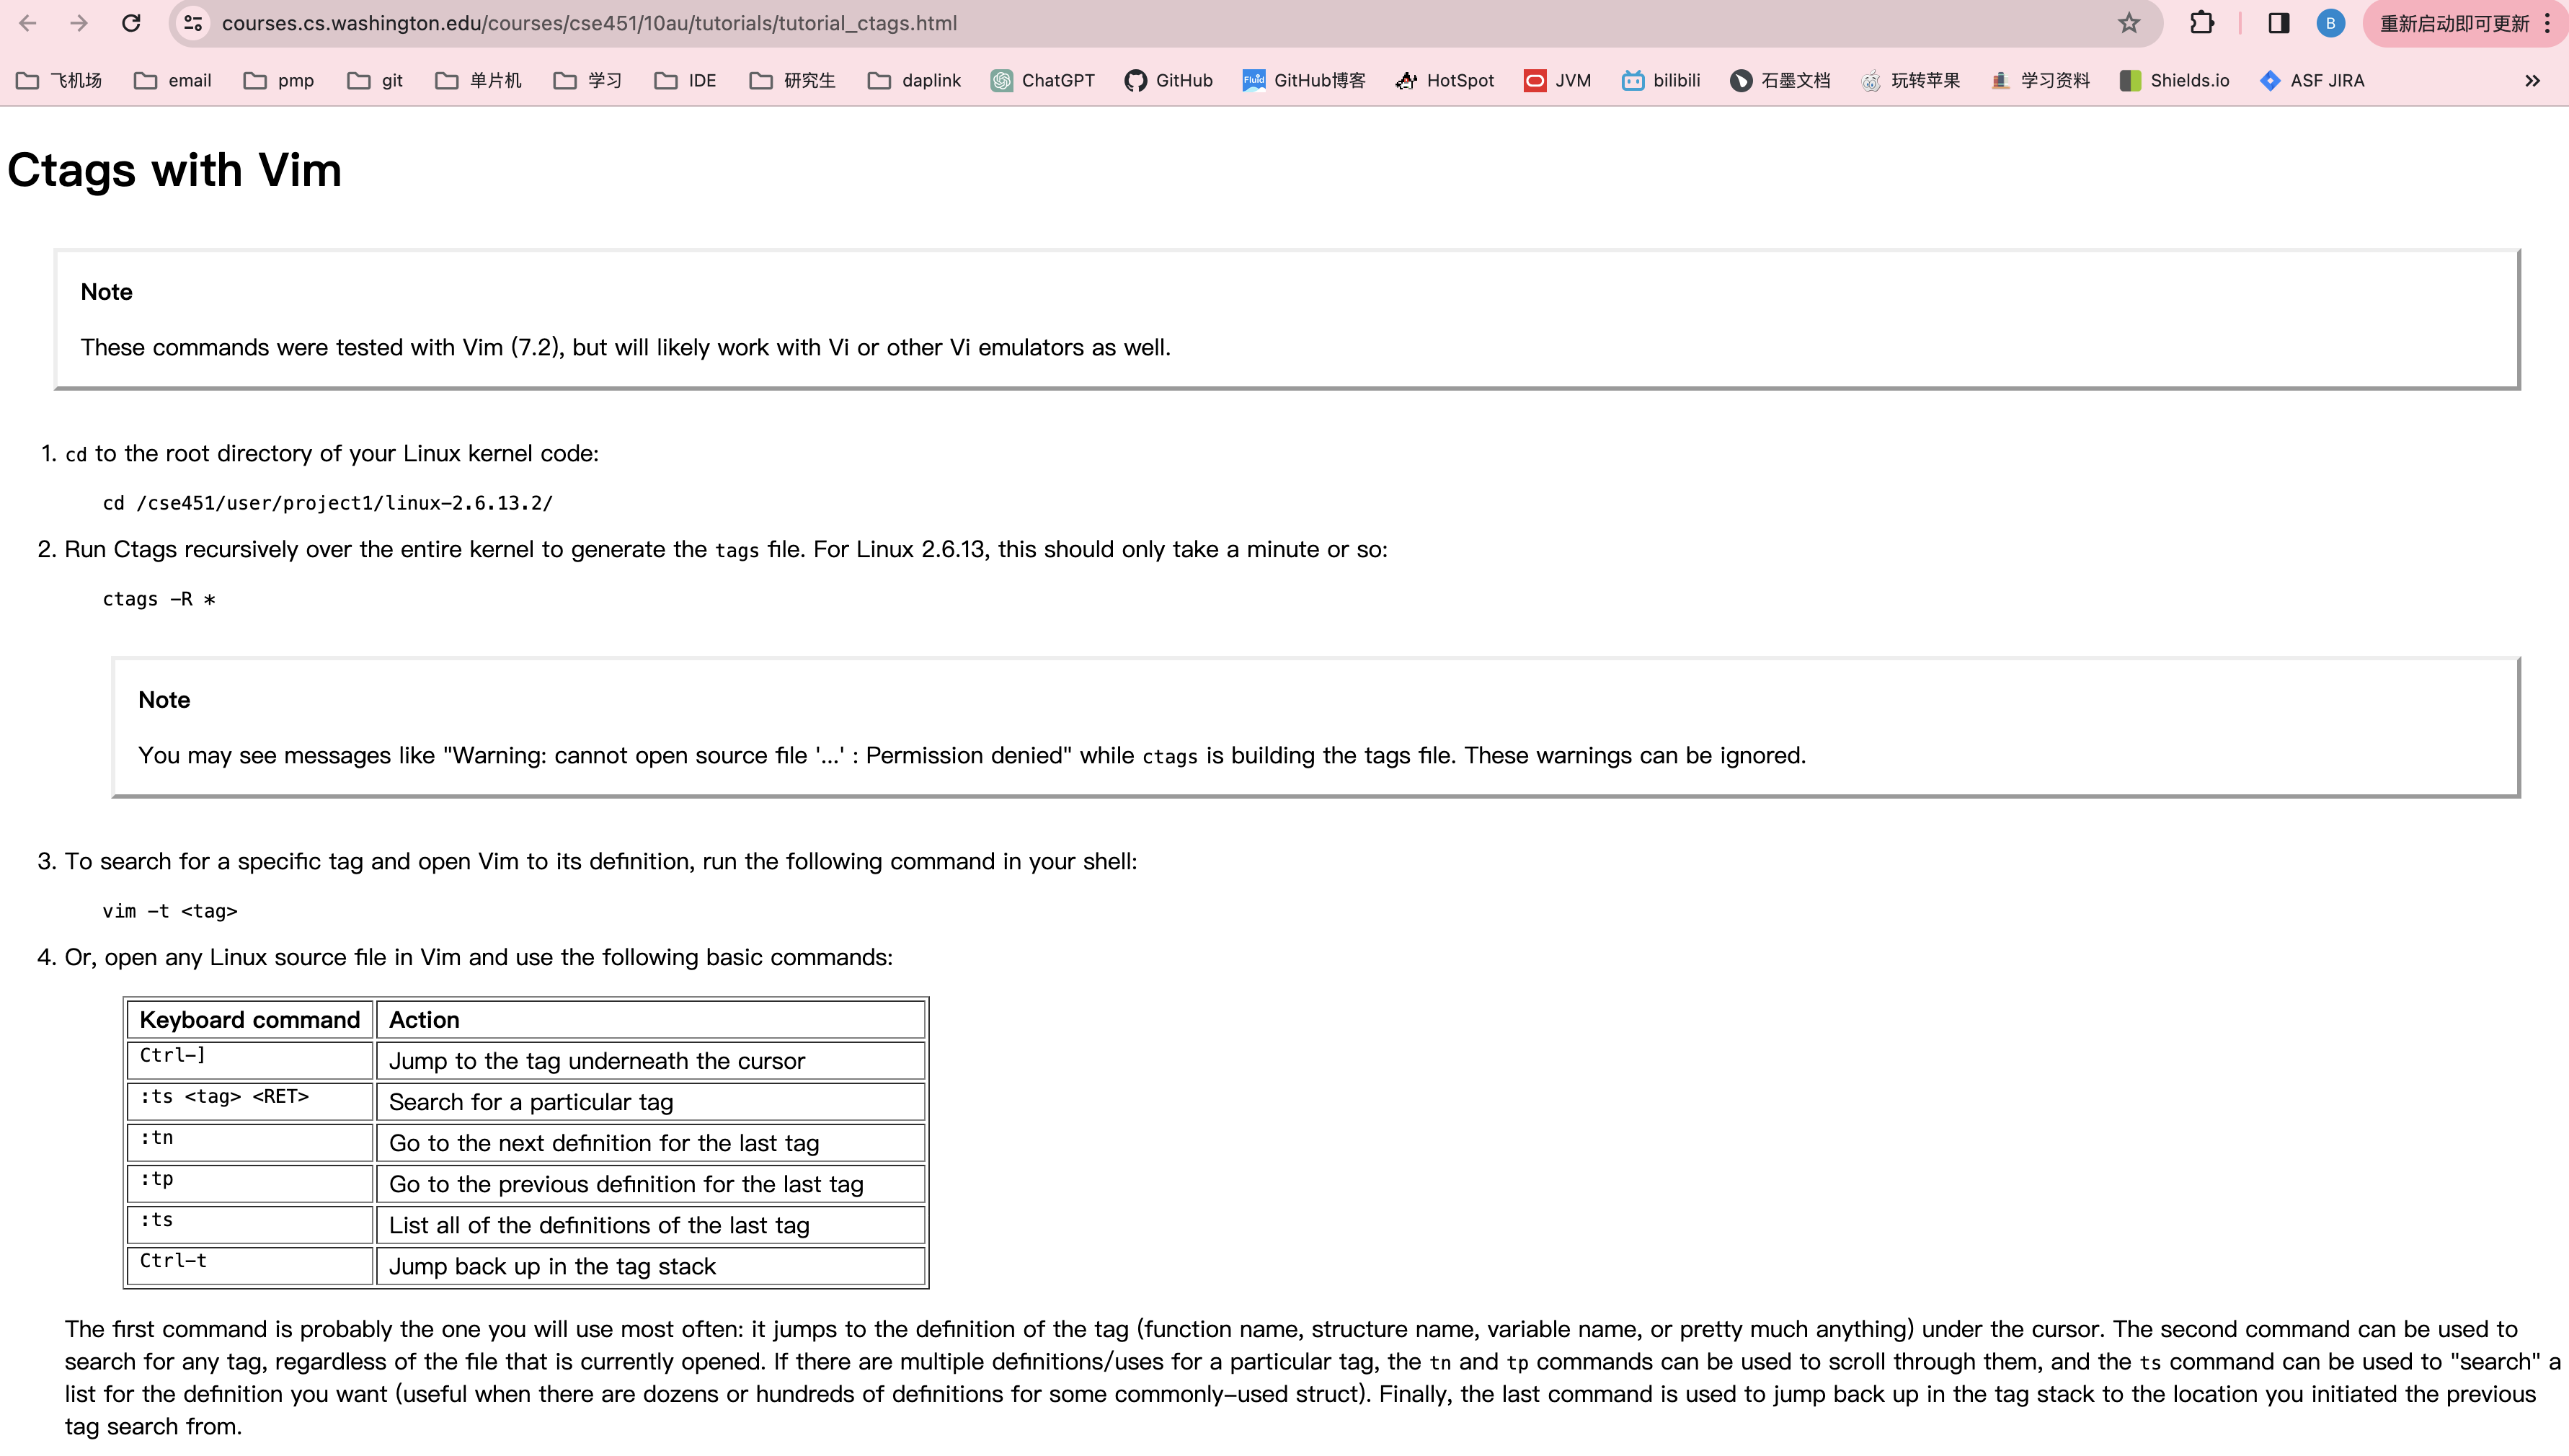 courses.cs.washington.edu/courses/cse451/10au/tutorials/tutorial_ctags.html
B
重新启动即可更新
飞机场 email pmp git 单片机 学习 IDE 研究生 daplink ChatGPT GitHub Fluid GitHub博客 HotSpot JVM bilibili 石墨文档 玩转苹果 学习资料 Shields.io ASF JIRA »
Ctags with Vim
Note
These commands were tested with Vim (7.2), but will likely work with Vi or other Vi emulators as well.
1. cd to the root directory of your Linux kernel code:
cd /cse451/user/project1/linux-2.6.13.2/
2. Run Ctags recursively over the entire kernel to generate the tags file. For Linux 2.6.13, this should only take a minute or so:
ctags -R *
Note
You may see messages like "Warning: cannot open source file '...' : Permission denied" while ctags is building the tags file. These warnings can be ignored.
3. To search for a specific tag and open Vim to its definition, run the following command in your shell:
vim -t <tag>
4. Or, open any Linux source file in Vim and use the following basic commands:
Keyboard command Action
Ctrl-] Jump to the tag underneath the cursor
:ts <tag> <RET> Search for a particular tag
:tn Go to the next definition for the last tag
:tp Go to the previous definition for the last tag
:ts List all of the definitions of the last tag
Ctrl-t Jump back up in the tag stack
The first command is probably the one you will use most often: it jumps to the definition of the tag (function name, structure name, variable name, or pretty much anything) under the cursor. The second command can be used to
search for any tag, regardless of the file that is currently opened. If there are multiple definitions/uses for a particular tag, the tn and tp commands can be used to scroll through them, and the ts command can be used to "search" a
list for the definition you want (useful when there are dozens or hundreds of definitions for some commonly-used struct). Finally, the last command is used to jump back up in the tag stack to the location you initiated the previous
tag search from.